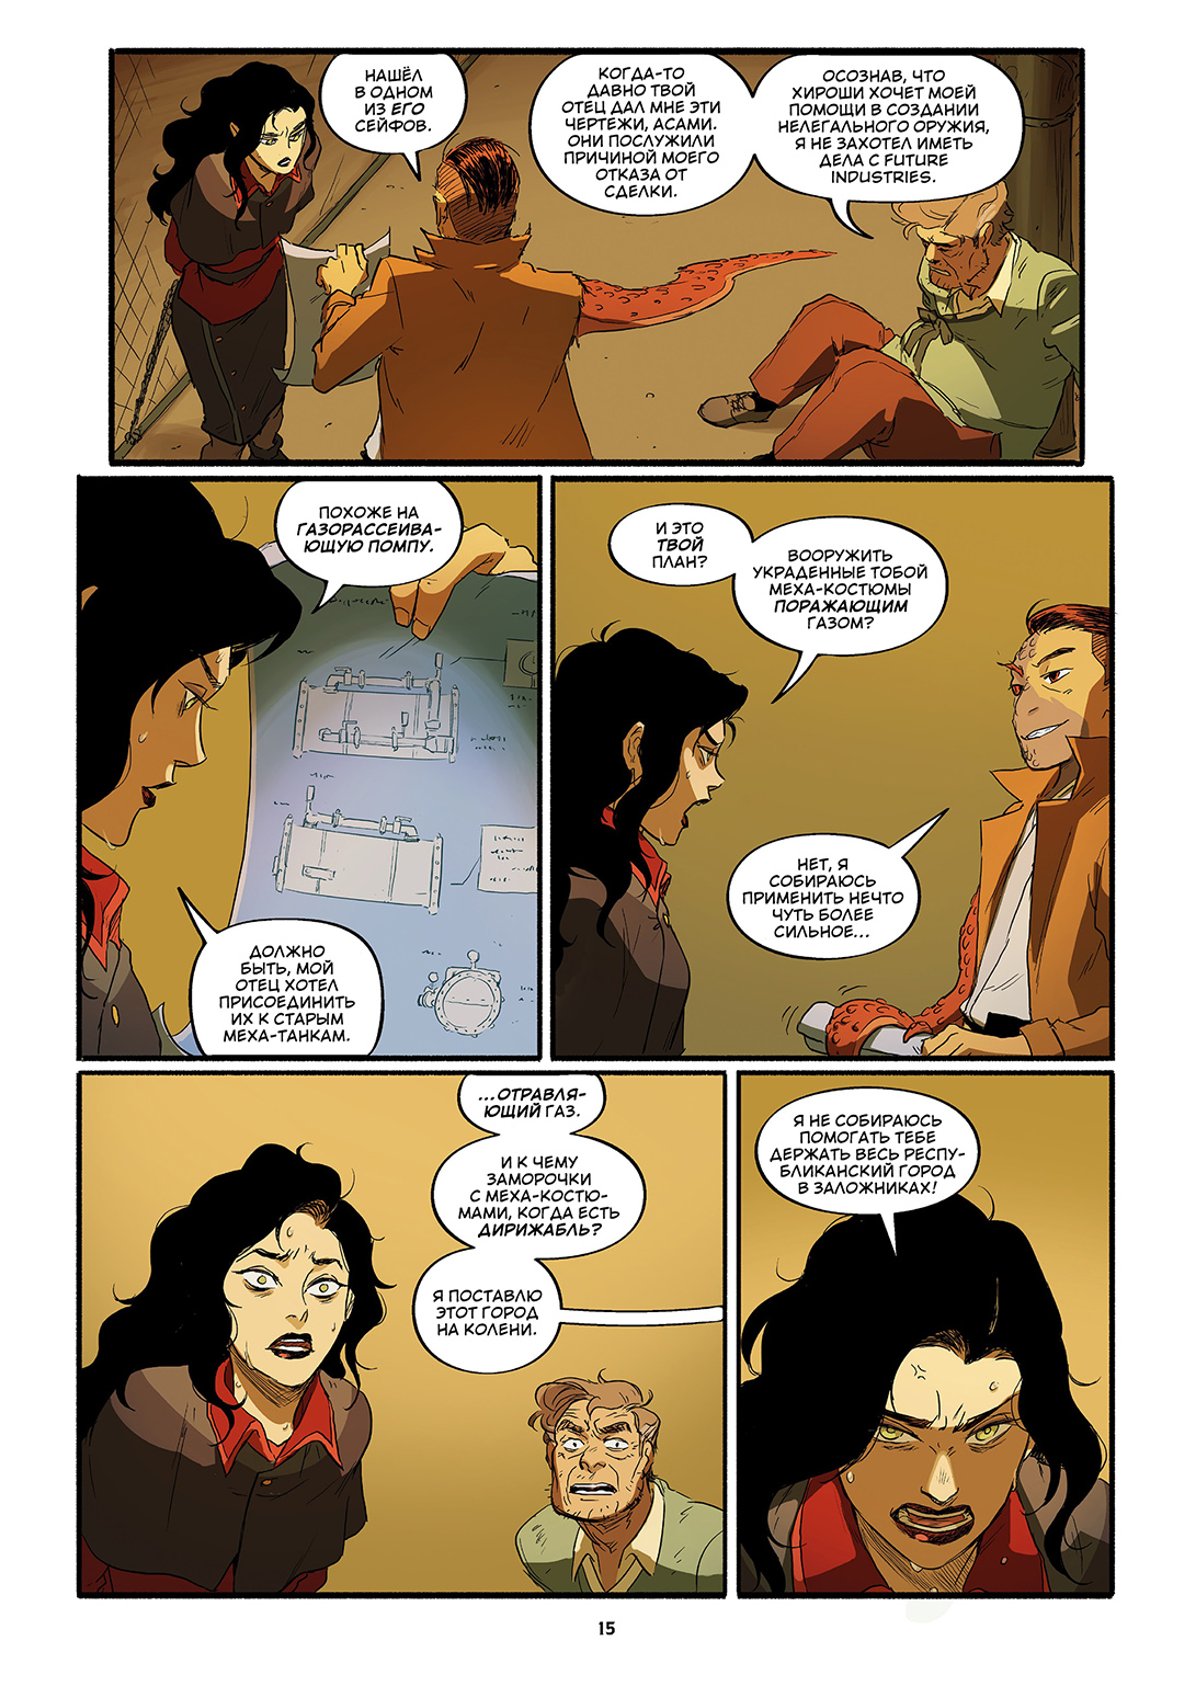 НАШЁЛ
В ОДНОМ
ИЗ ЕГО
СЕЙФОВ.
КОГДА-ТО
ДАВНО ТВОЙ
ОТЕЦ ДАЛ МНЕ ЭТИ
ЧЕРТЕЖИ, АСАМИ.
ОНИ ПОСЛУЖИЛИ
ПРИЧИНОЙ МОЕГО
ОТКАЗА ОТ
СДЕЛКИ.
ОСОЗНАВ, ЧТО
ХИРОШИ ХОЧЕТ МОЕЙ
ПОМОЩИ В СОЗДАНИИ
НЕЛЕГАЛЬНОГО ОРУЖИЯ,
Я НЕ ЗАХОТЕЛ ИМЕТЬ
ДЕЛА С FUTURE
INDUSTRIES.
ПОХОЖЕ НА
ГАЗОРАССЕИВА-
ЮЩУЮ ПОМПУ.
ДОЛЖНО
БЫТЬ, МОЙ
ОТЕЦ ХОТЕЛ
ПРИСОЕДИНИТЬ
ИХ К СТАРЫМ
МЕХА-ТАНКАМ.
И ЭТО
ТВОЙ
ПЛАН?
ВООРУЖИТЬ
УКРАДЕННЫЕ ТОБОЙ
МЕХА-КОСТЮМЫ
ПОРАЖАЮЩИМ
ГАЗОМ?
НЕТ, Я
СОБИРАЮСЬ
ПРИМЕНИТЬ НЕЧТО
ЧУТЬ БОЛЕЕ
СИЛЬНОЕ...
...ОТРАВЛЯ-
ЮЩИЙ ГАЗ.
И К ЧЕМУ
ЗАМОРОЧКИ
С МЕХА-КОСТЮ-
МАМИ, КОГДА ЕСТЬ
ДИРИЖАБЛЬ?
Я ПОСТАВЛЮ
ЭТОТ ГОРОД
НА КОЛЕНИ.
Я НЕ СОБИРАЮСЬ
ПОМОГАТЬ ТЕБЕ
ДЕРЖАТЬ ВЕСЬ РЕСПУ-
БЛИКАНСКИЙ ГОРОД
В ЗАЛОЖНИКАХ!
15